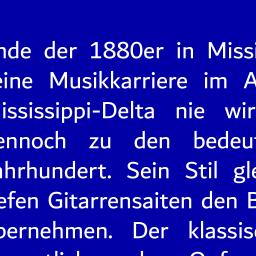 nde der 1880er in Missi
eine Musikkarriere im A
ississippi-Delta nie wir
ennoch zu den bedeut
ahrhundert. Sein Stil gle
efen Gitarrensaiten den B
bernehmen. Der klassis